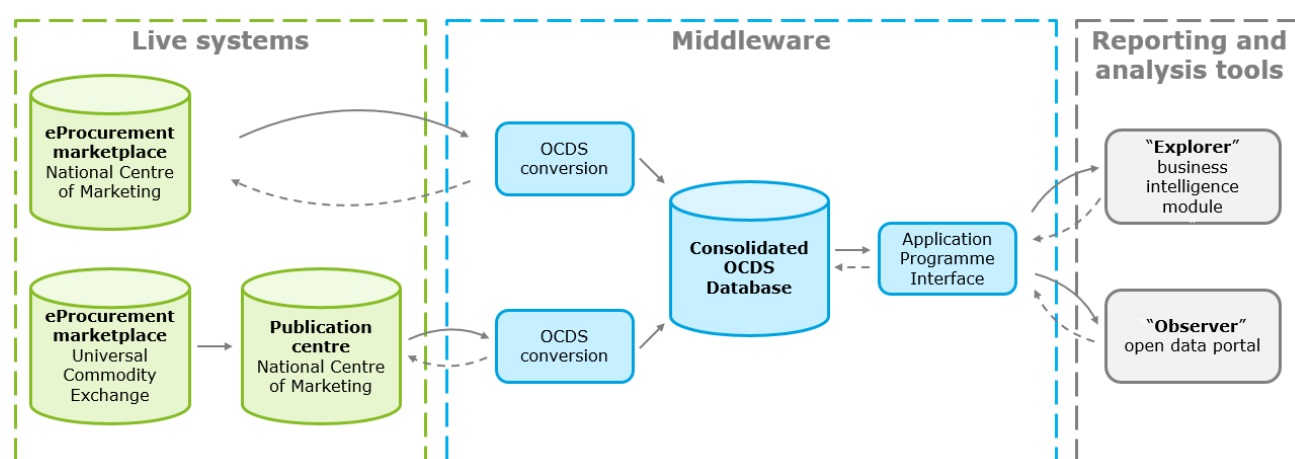 Live systems
Middleware
Reporting and
analysis tools
eProcurement
marketplace
National Centre
of Marketing
OCDS
conversion
"Explorer"
business
intelligence
module
Consolidated
OCDS
Database
Application
Programme
Interface
eProcurement
marketplace
Universal
Commodity
Exchange
Publication
centre
National Centre
of Marketing
OCDS
conversion
"Observer"
open data portal